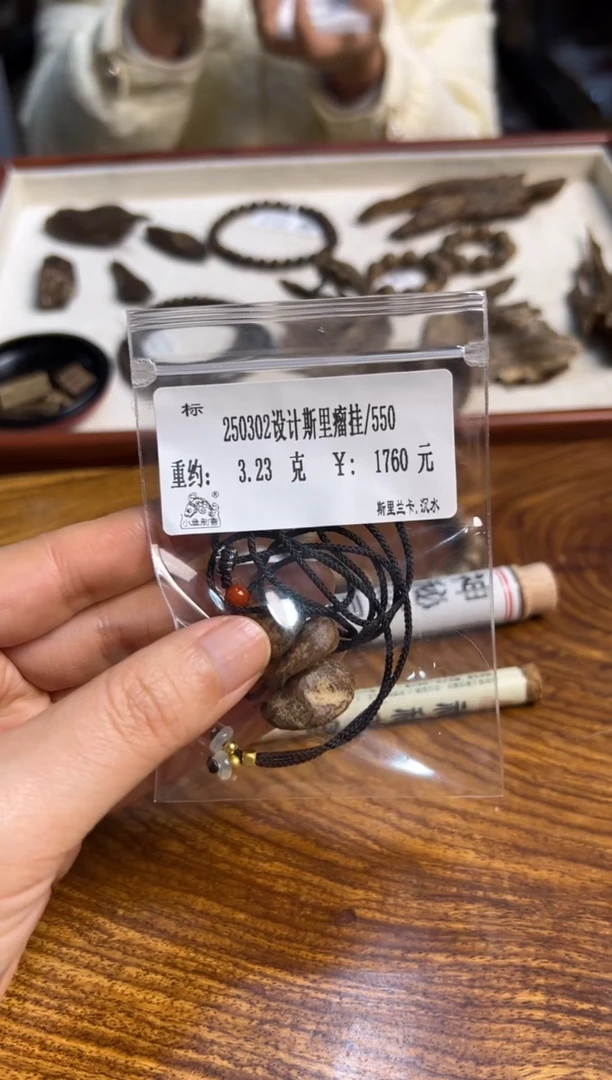 标
250302设计斯里瘤挂/550
重约： 3.23 克 ￥： 1760 元
®
斯里兰卡,沉水